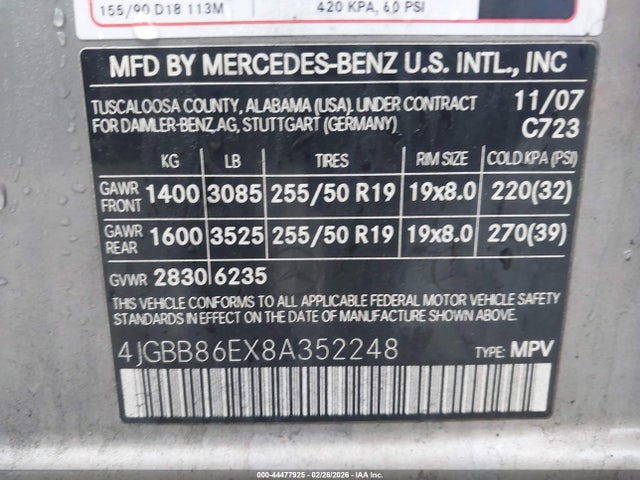 155/90 D18 113M 420 KPA, 60 PSI
MFD BY MERCEDES-BENZ U.S. INTL., INC
TUSCALOOSA COUNTY, ALABAMA (USA). UNDER CONTRACT 11/07
FOR DAIMLER-BENZ,AG, STUTTGART (GERMANY) C723
KG LB TIRES RIM SIZE COLD KPA (PSI)
GAWR FRONT 1400 3085 255/50 R19 19x8.0 220(32)
GAWR REAR 1600 3525 255/50 R19 19x8.0 270(39)
GVWR 2830 6235
THIS VEHICLE CONFORMS TO ALL APPLICABLE FEDERAL MOTOR VEHICLE SAFETY
STANDARDS IN EFFECT ON THE DATE OF MANUFACTURE SHOWN ABOVE
4JGBB86EX8A352248 TYPE: MPV
000-44477925 - 02/26/2026 - IAA, Inc.